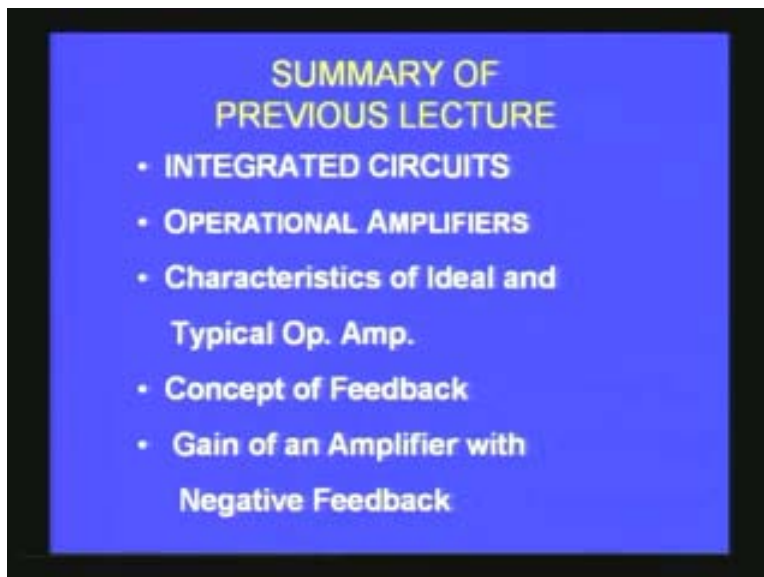 SUMMARY OF
PREVIOUS LECTURE
• INTEGRATED CIRCUITS
• OPERATIONAL AMPLIFIERS
• Characteristics of Ideal and
Typical Op. Amp.
• Concept of Feedback
• Gain of an Amplifier with
Negative Feedback